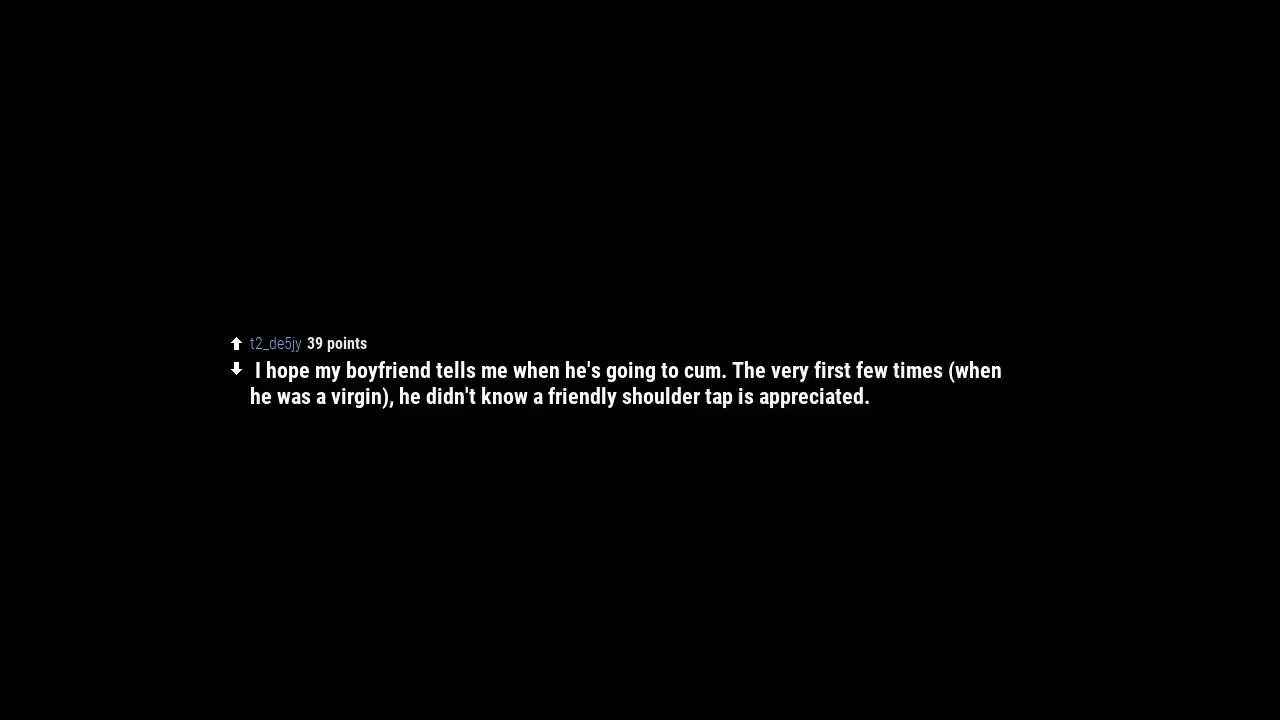 t2_de5jy 39 points
I hope my boyfriend tells me when he's going to cum. The very first few times (when
he was a virgin), he didn't know a friendly shoulder tap is appreciated.